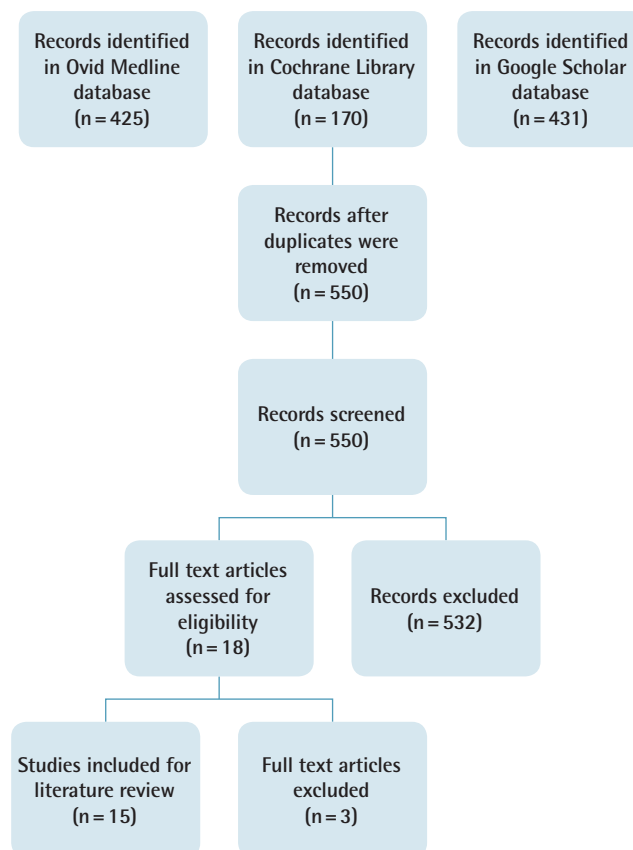 Records identified
in Ovid Medline
database
(n = 425)
Records identified
in Cochrane Library
database
(n = 170)
Records identified
in Google Scholar
database
(n = 431)
Records after
duplicates were
removed
(n = 550)
Records screened
(n = 550)
Full text articles
assessed for
eligibility
(n = 18)
Records excluded
(n = 532)
Studies included for
literature review
(n = 15)
Full text articles
excluded
(n = 3)